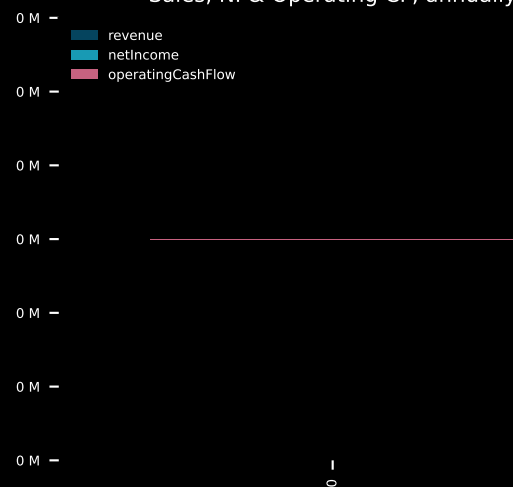 Sales, NI & Operating CF, annually
0 M
revenue
netIncome
operatingCashFlow
0 M
0 M
0 M
0 M
0 M
0 M
0